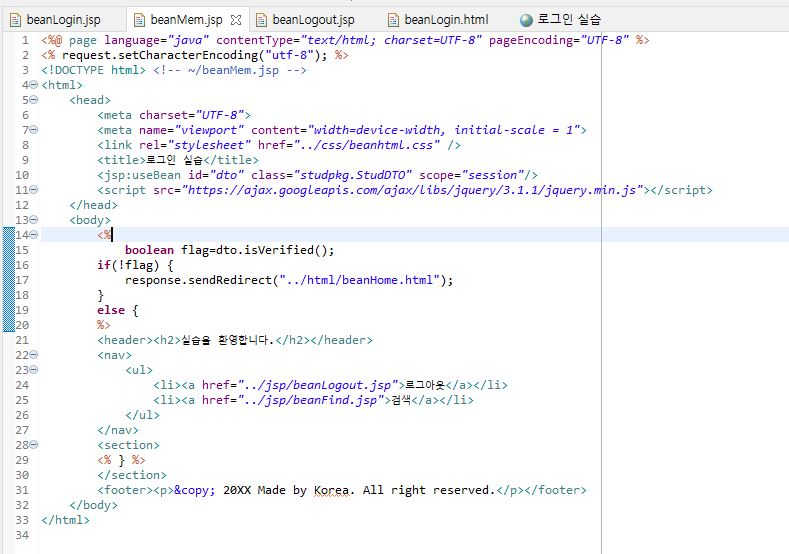 beanLogin.jsp beanMem.jsp beanLogout.jsp beanLogin.html 로그인 실습
1 <%@ page language="java" contentType="text/html; charset=UTF-8" pageEncoding="UTF-8" %>
2 <% request.setCharacterEncoding("utf-8"); %>
3 <!DOCTYPE html> <!-- ~/beanMem.jsp -->
4 <html>
5     <head>
6         <meta charset="UTF-8">
7         <meta name="viewport" content="width=device-width, initial-scale = 1">
8         <link rel="stylesheet" href="../css/beanhtml.css" />
9         <title>로그인 실습</title>
10         <jsp:useBean id="dto" class="studpkg.StudDTO" scope="session"/>
11         <script src="https://ajax.googleapis.com/ajax/libs/jquery/3.1.1/jquery.min.js"></script>
12     </head>
13     <body>
14         <%
15             boolean flag=dto.isVerified();
16         if(!flag) {
17             response.sendRedirect("../html/beanHome.html");
18         }
19         else {
20         %>
21         <header><h2>실습을 환영합니다.</h2></header>
22         <nav>
23             <ul>
24                 <li><a href="../jsp/beanLogout.jsp">로그아웃</a></li>
25                 <li><a href="../jsp/beanFind.jsp">검색</a></li>
26             </ul>
27         </nav>
28         <section>
29         <% } %>
30         </section>
31         <footer><p>&copy; 20XX Made by Korea. All right reserved.</p></footer>
32     </body>
33 </html>
34